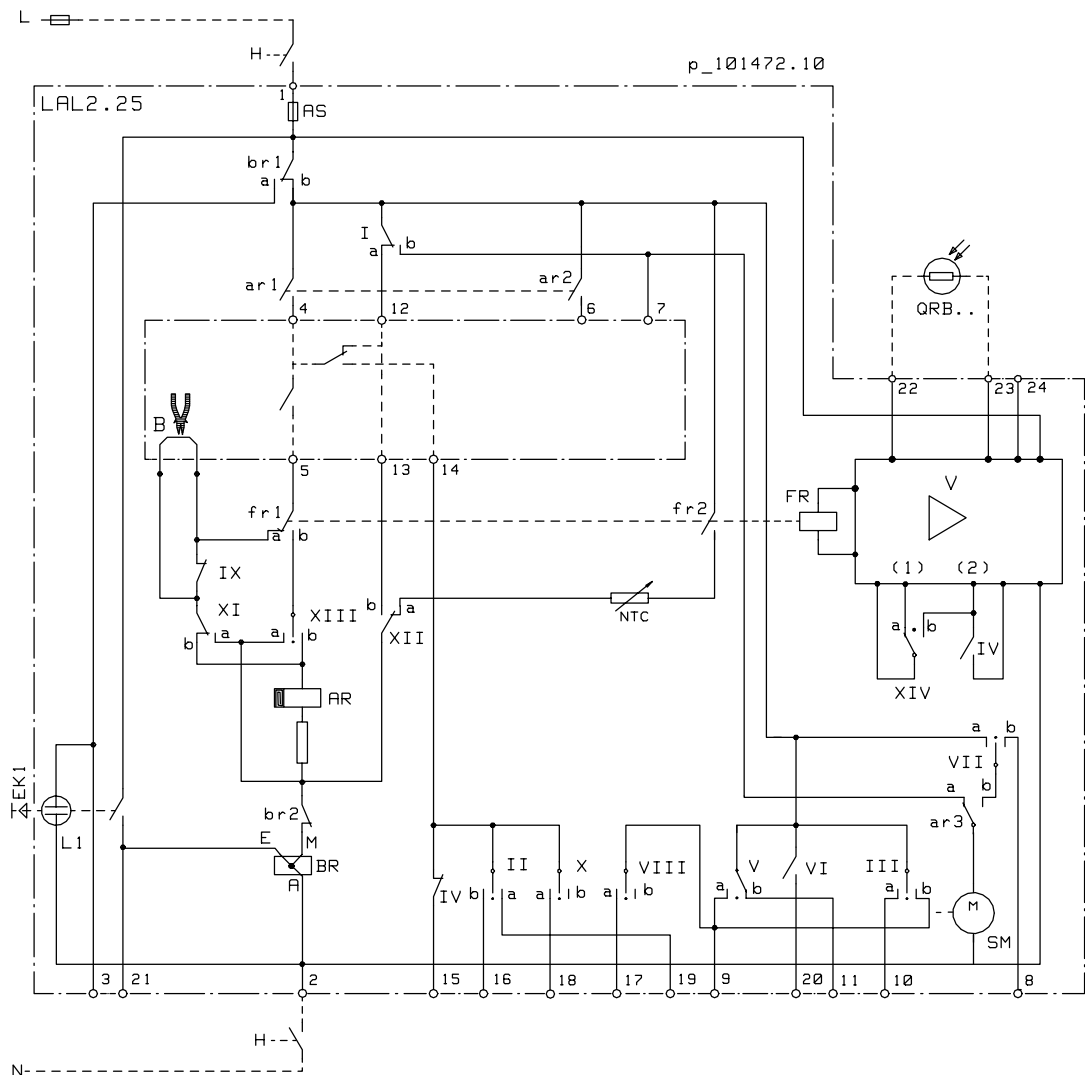 L
H
p_101472.10
LAL2.25
1
AS
br1
a b
I
a b
ar1
ar2
4 12 6 7
QRB..
22 23 24
B
5 13 14
V
FR
fr1
fr2
a b
IX
(1) (2)
XI
XIII
b a
NTC
a b
XII
b a a b
IV
XIV
AR
a b
VII
EK1
a b
br2
ar3
L1
E M
BR
A
II X VIII V VI III
IV b a a b a b a b a b
M
SM
3 21 2 15 16 18 17 19 9 20 11 10 8
H
N